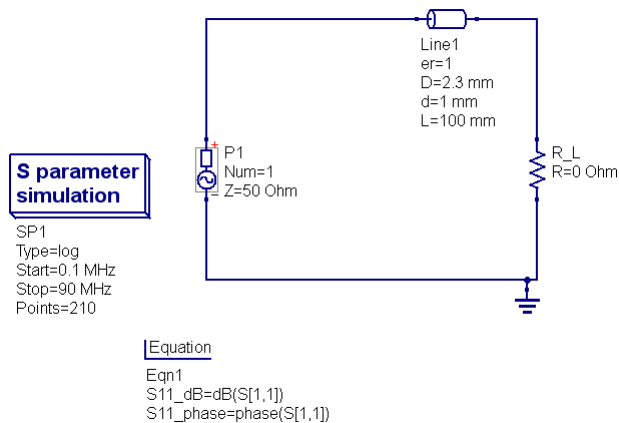 Line1
er=1
D=2.3 mm
d=1 mm
L=100 mm
P1
Num=1
Z=50 Ohm
R_L
R=0 Ohm
S parameter
simulation
SP1
Type=log
Start=0.1 MHz
Stop=90 MHz
Points=210
Equation
Eqn1
S11_dB=dB(S[1,1])
S11_phase=phase(S[1,1])